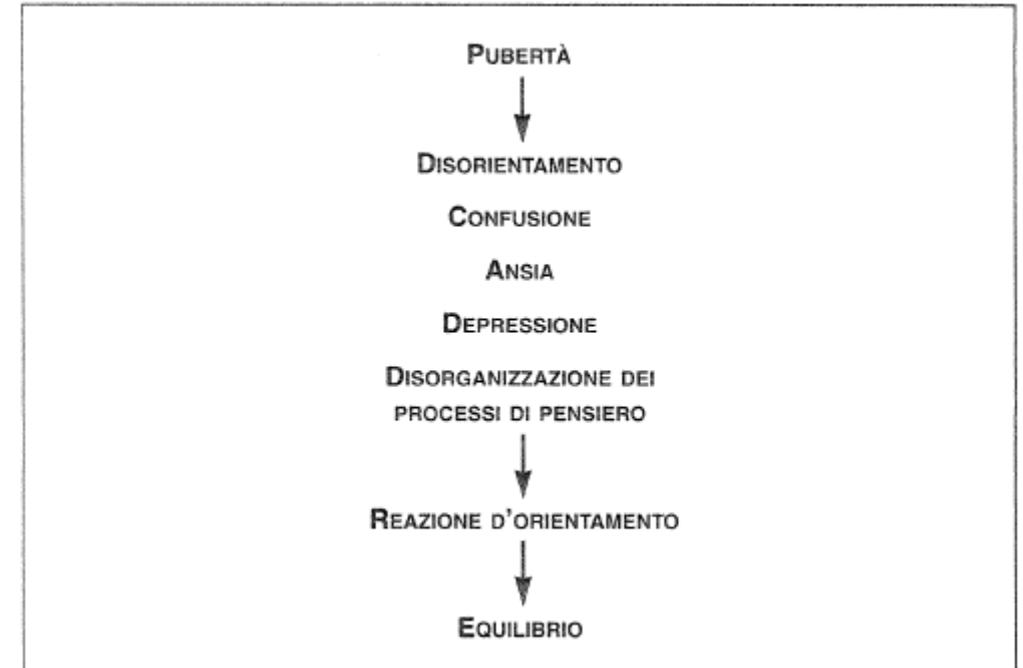 PUBERTÀ
DISORIENTAMENTO
CONFUSIONE
ANSIA
DEPRESSIONE
DISORGANIZZAZIONE DEI
PROCESSI DI PENSIERO
REAZIONE D'ORIENTAMENTO
EQUILIBRIO